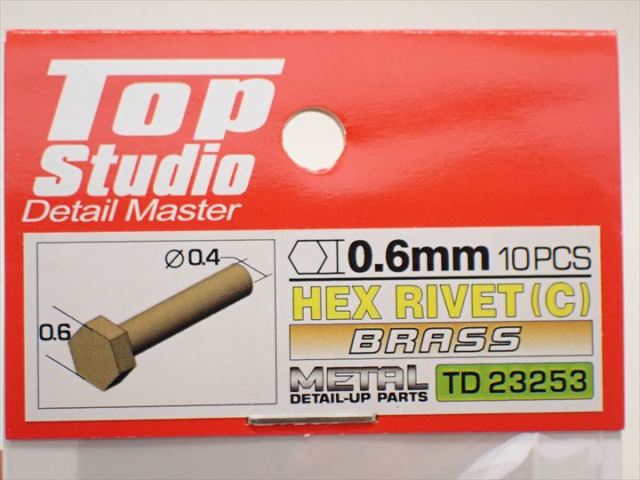 Top
Studio
Detail Master
Ø 0.4
0.6
0.6mm 10PCS
HEX RIVET (C)
BRASS
METAL
DETAIL-UP PARTS
TD 23253